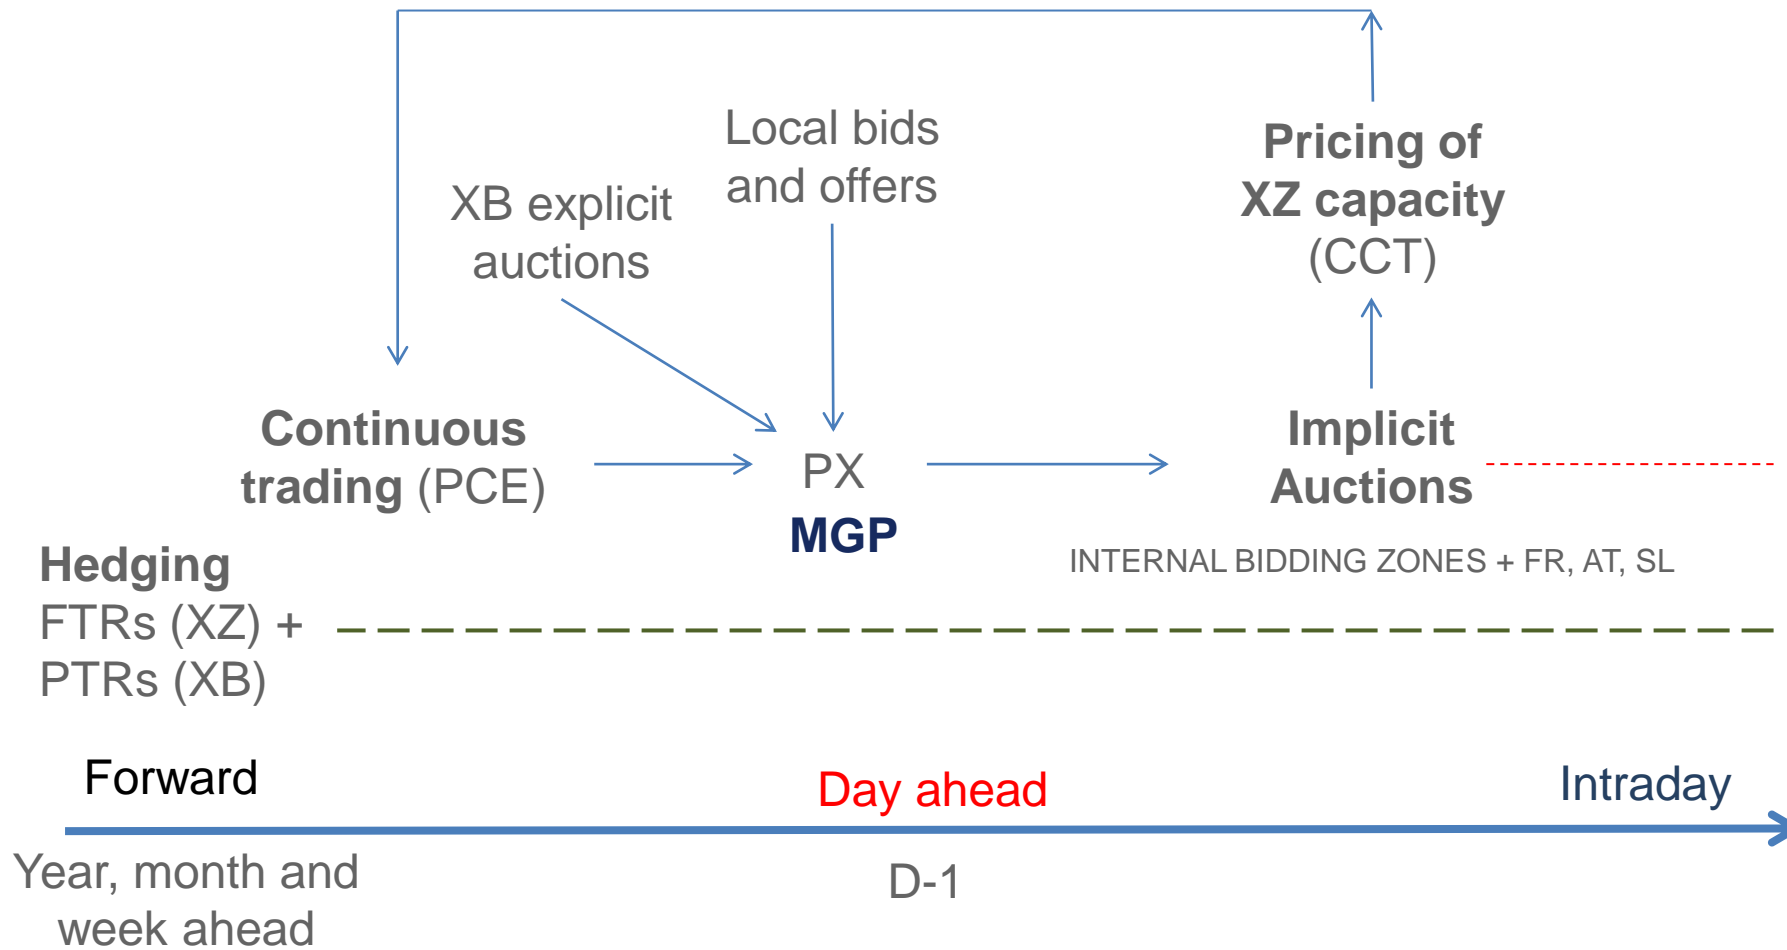 Local bids
and offers
Pricing of
XZ capacity
(CCT)
XB explicit
auctions
Continuous
trading (PCE)
PX
MGP
Implicit
Auctions
INTERNAL BIDDING ZONES + FR, AT, SL
Hedging
FTRs (XZ) +
PTRs (XB)
Forward
Day ahead
Intraday
Year, month and
week ahead
D-1